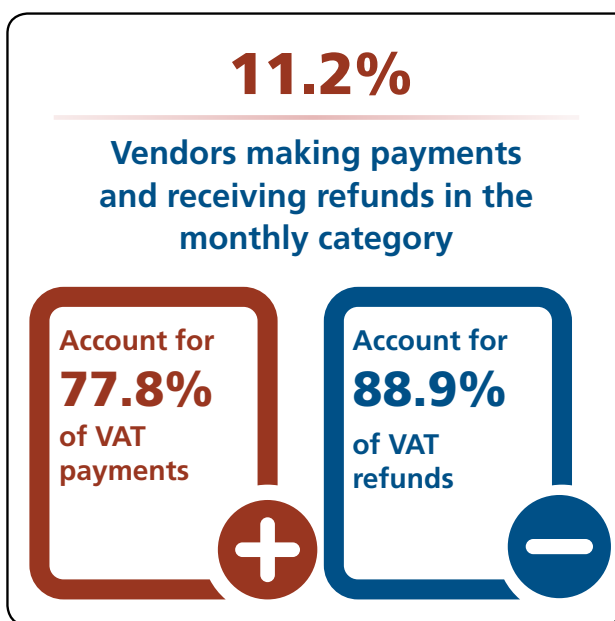 11.2%
Vendors making payments
and receiving refunds in the
monthly category
Account for
77.8%
of VAT
payments
Account for
88.9%
of VAT
refunds